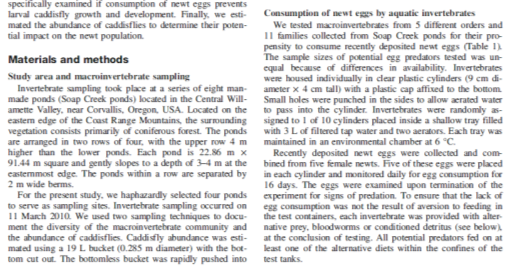 specifically examined if consumption of newt eggs prevents
larval caddisfly growth and development. Finally, we esti-
mated the abundance of caddisflies to determine their poten-
tial impact on the newt population.
Materials and methods
Study area and macroinvertebrate sampling
Invertebrate sampling took place at a series of eight man-
made ponds (Soap Creek ponds) located in the Central Will-
amette Valley, near Corvallis, Oregon, USA. Located on the
eastern edge of the Coast Range Mountains, the surrounding
vegetation consists primarily of coniferous forest. The ponds
are arranged in two rows of four, with the upper row 4 m
higher than the lower ponds. Each pond is 22.86 m ×
91.44 m square and gently slopes to a depth of 3–4 m at the
easternmost edge. The ponds within a row are separated by
2 m wide berms.
For the present study, we haphazardly selected four ponds
to serve as sampling sites. Invertebrate sampling occurred on
11 March 2010. We used two sampling techniques to docu-
ment the diversity of the macroinvertebrate community and
the abundance of caddisflies. Caddisfly abundance was esti-
mated using a 19 L bucket (0.285 m diameter) with the bot-
tom cut out. The bottomless bucket was rapidly pushed into
Consumption of newt eggs by aquatic invertebrates
We tested macroinvertebrates from 5 different orders and
11 families collected from Soap Creek ponds for their pro-
pensity to consume recently deposited newt eggs (Table 1).
The sample sizes of potential egg predators tested was un-
equal because of differences in availability. Invertebrates
were housed individually in clear plastic cylinders (9 cm di-
ameter × 4 cm tall) with a plastic cap affixed to the bottom.
Small holes were punched in the sides to allow aerated water
to pass into the cylinder. Invertebrates were randomly as-
signed to 1 of 10 cylinders placed inside a shallow tray filled
with 3 L of filtered tap water and two aerators. Each tray was
maintained in an environmental chamber at 6 °C.
Recently deposited newt eggs were collected and com-
bined from five female newts. Five of these eggs were placed
in each cylinder and monitored daily for egg consumption for
16 days. The eggs were examined upon termination of the
experiment for signs of predation. To ensure that the lack of
egg consumption was not the result of aversion to feeding in
the test containers, each invertebrate was provided with alter-
native prey, bloodworms or conditioned detritus (see below),
at the conclusion of testing. All potential predators fed on at
least one of the alternative diets within the confines of the
test tanks.